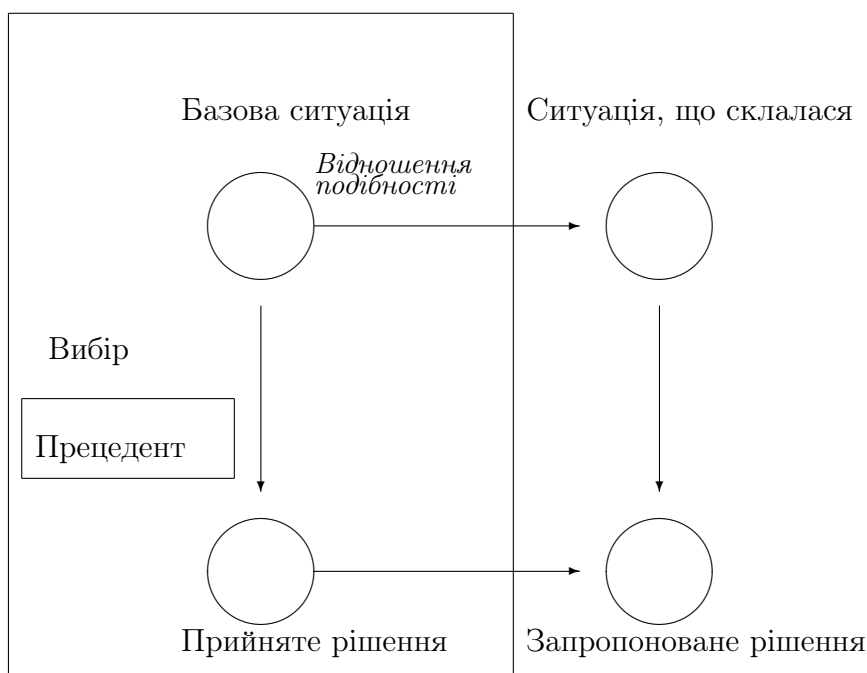 Базова ситуація
Ситуація, що склалася
Відношення
подібності
Вибір
Прецедент
Прийняте рішення
Запропоноване рішення